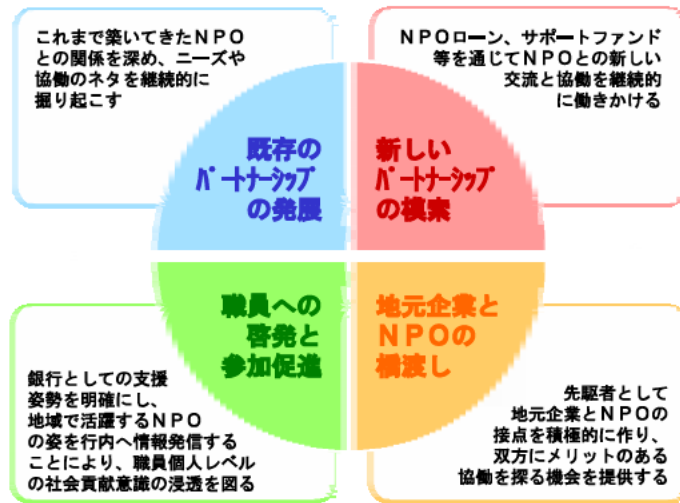 これまで築いてきたNPO
との関係を深め、ニーズや
協働のネタを継続的に
掘り起こす
NPOローン、サポートファンド
等を通じてNPOとの新しい
交流と協働を継続的
に働きかける
既存の
パートナーシップ
の発展
新しい
パートナーシップ
の模索
職員への
啓発と
参加促進
地元企業と
NPOの
橋渡し
銀行としての支援
姿勢を明確にし、
地域で活躍するNPO
の姿を行内へ情報発信する
ことにより、職員個人レベル
の社会貢献意識の浸透を図る
先駆者として
地元企業とNPOの
接点を積極的に作り、
双方にメリットのある
協働を探る機会を提供する